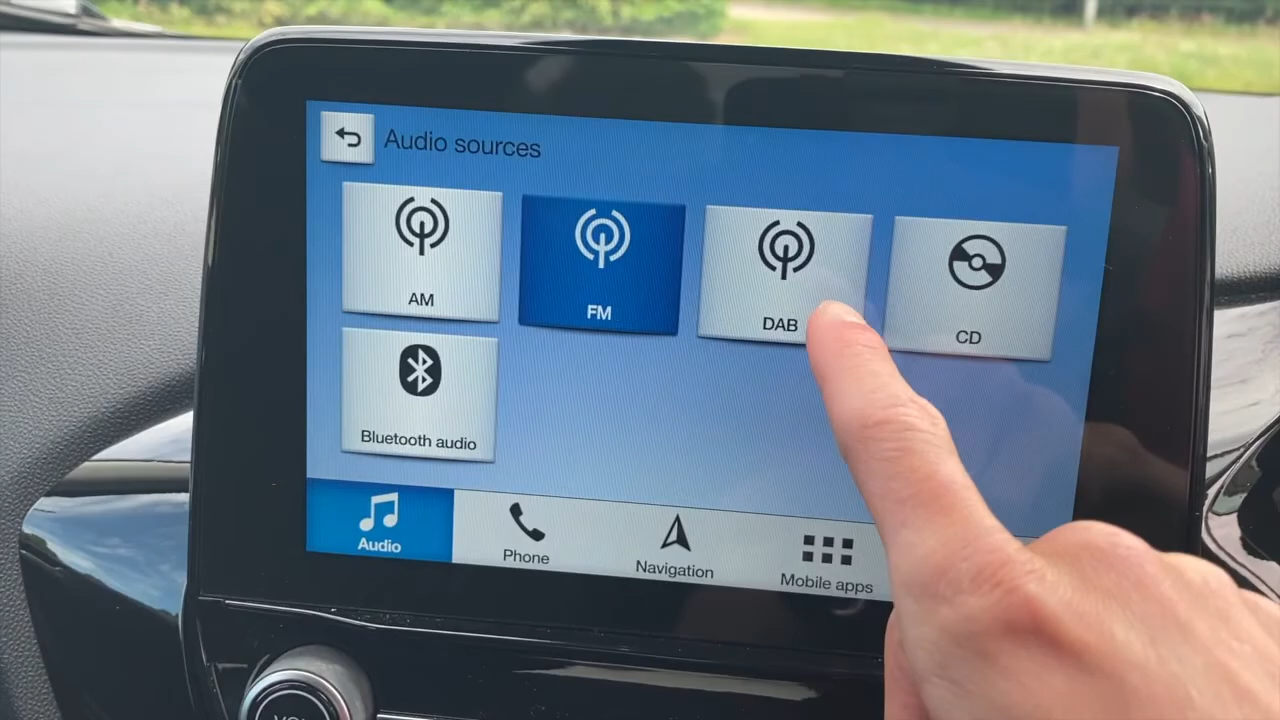 Audio sources
AM
FM
DAB
CD
Bluetooth audio
Audio
Phone
Navigation
Mobile apps